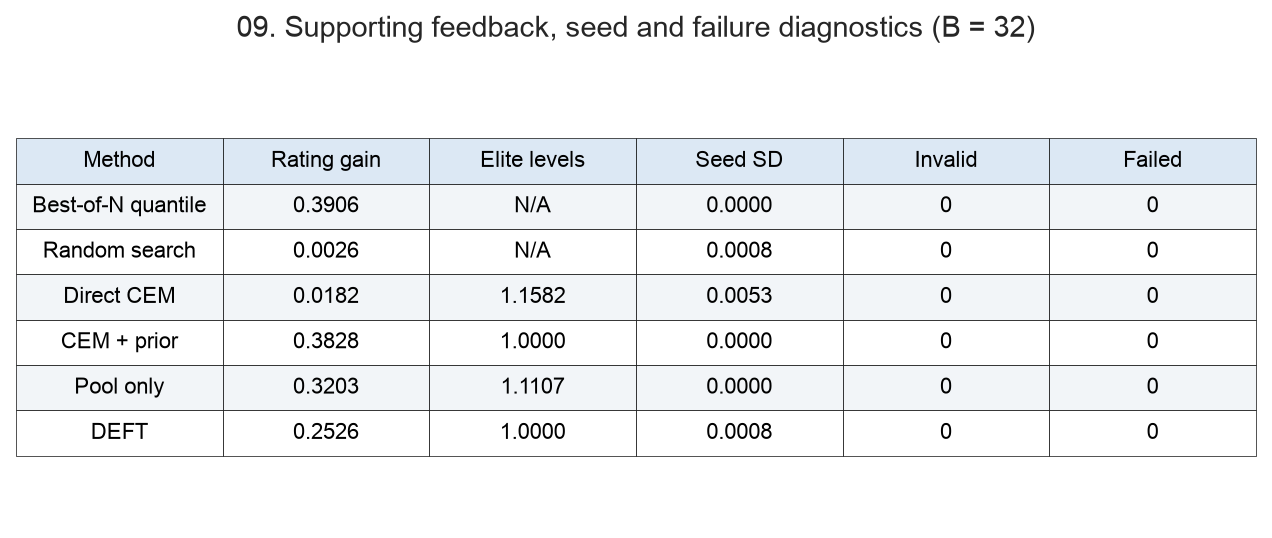 09. Supporting feedback, seed and failure diagnostics (B = 32)
Method Rating gain Elite levels Seed SD Invalid Failed
Best-of-N quantile 0.3906 N/A 0.0000 0 0
Random search 0.0026 N/A 0.0008 0 0
Direct CEM 0.0182 1.1582 0.0053 0 0
CEM + prior 0.3828 1.0000 0.0000 0 0
Pool only 0.3203 1.1107 0.0000 0 0
DEFT 0.2526 1.0000 0.0008 0 0